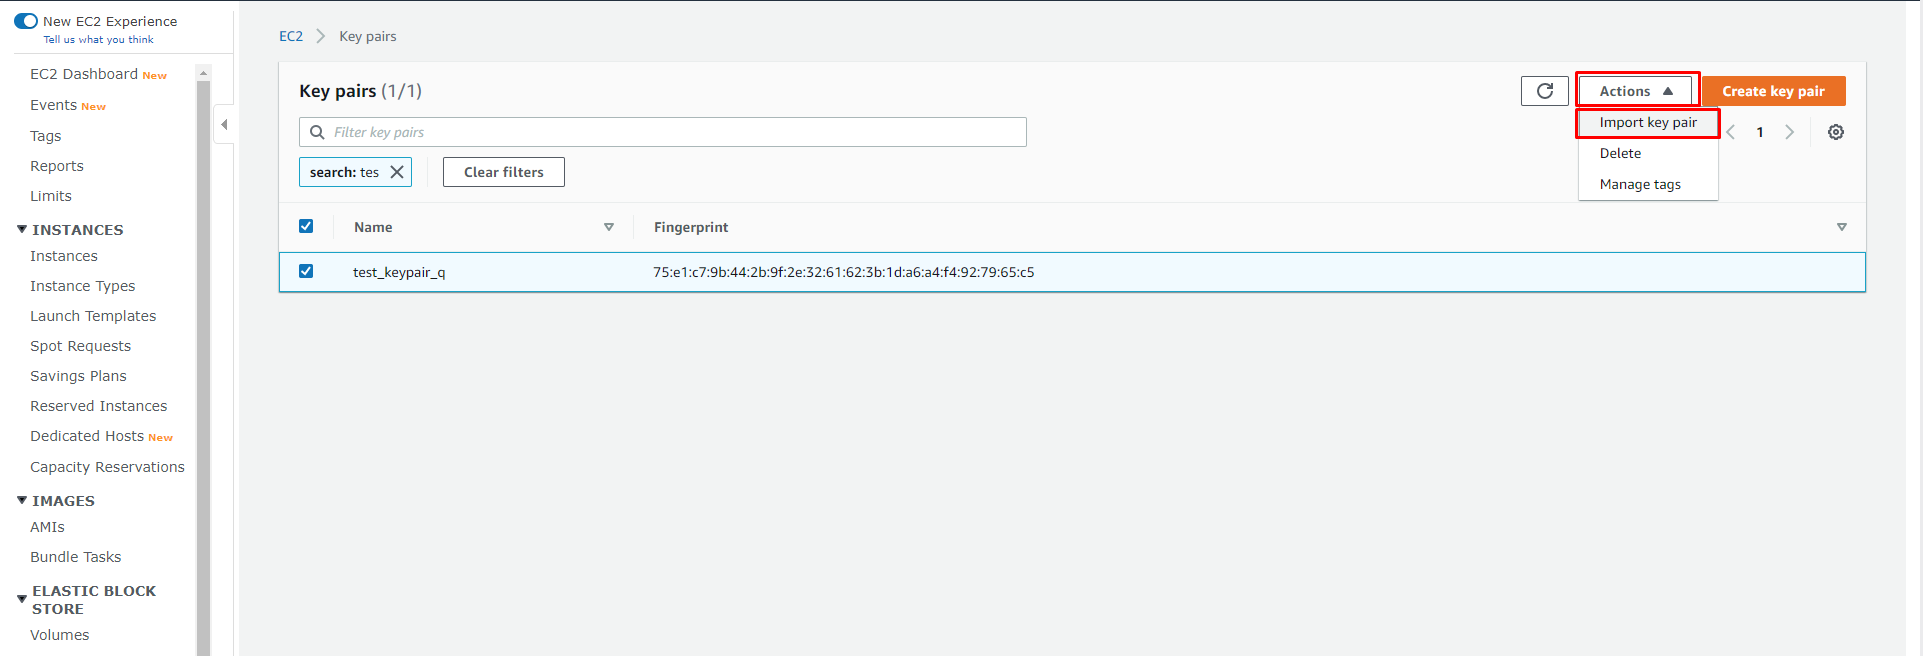 New EC2 Experience
Tell us what you think
EC2 Dashboard New
Events New
Tags
Reports
Limits
INSTANCES
Instances
Instance Types
Launch Templates
Spot Requests
Savings Plans
Reserved Instances
Dedicated Hosts New
Capacity Reservations
IMAGES
AMIs
Bundle Tasks
ELASTIC BLOCK
STORE
Volumes
EC2 Key pairs
Key pairs (1/1)
Actions
Create key pair
Filter key pairs
Import key pair
1
Delete
Manage tags
search: tes
Clear filters
Name Fingerprint
test_keypair_q 75:e1:c7:9b:44:2b:9f:2e:32:61:62:3b:1d:a6:a4:f4:92:79:65:c5